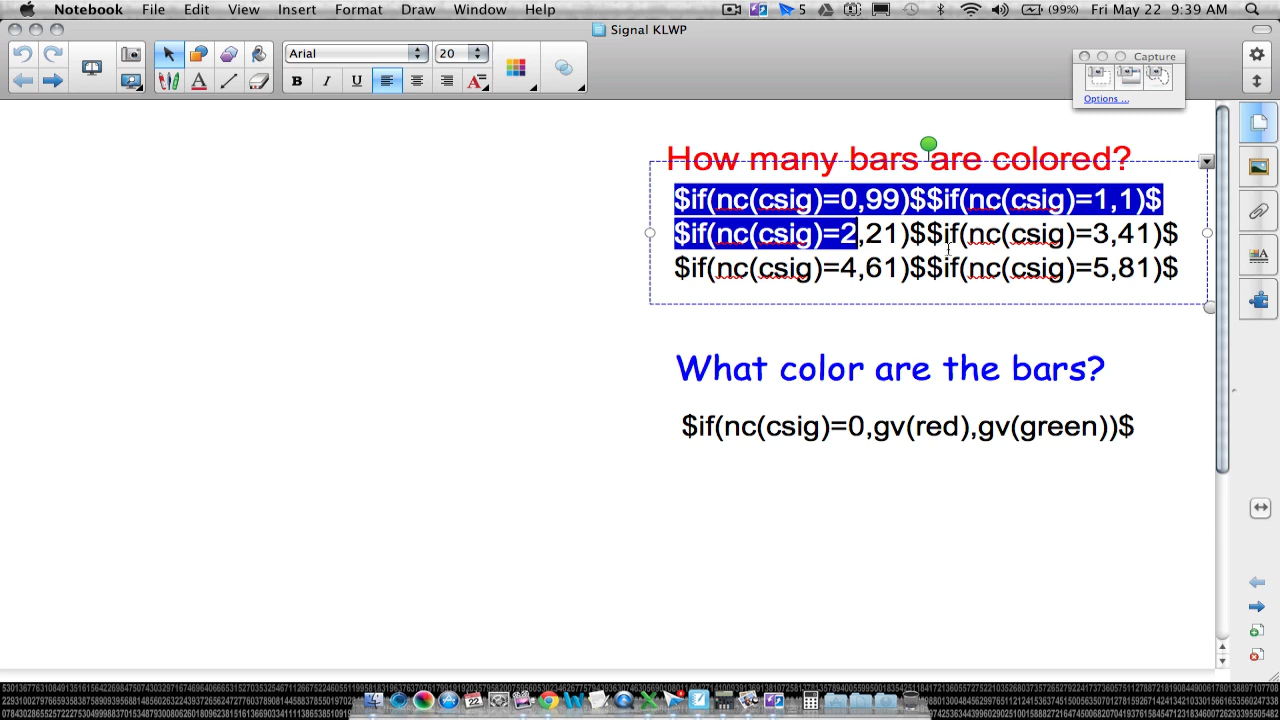 Notebook File Edit View Insert Format Draw Window Help 5 (99%) Fri May 22 9:39 AM
Signal KLWP
Arial 20
B I U A
Capture
Options ...
How many bars are colored?
$if(nc(csig)=0,99)$$if(nc(csig)=1,1)$
$if(nc(csig)=2,21)$$if(nc(csig)=3,41)$
$if(nc(csig)=4,61)$$if(nc(csig)=5,81)$
What color are the bars?
$if(nc(csig)=0,gv(red),gv(green))$